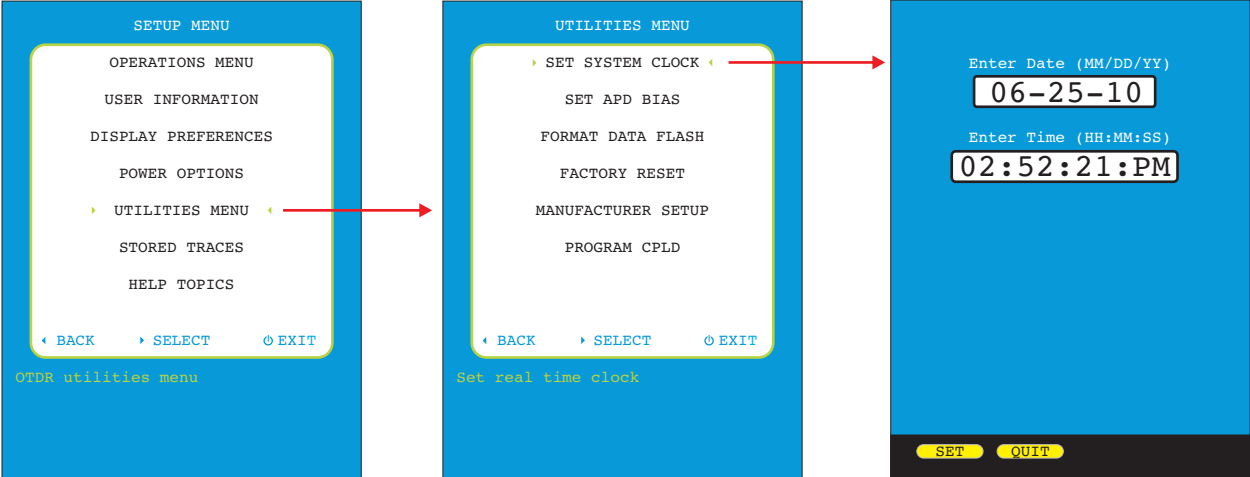 SETUP MENU
OPERATIONS MENU
USER INFORMATION
DISPLAY PREFERENCES
POWER OPTIONS
UTILITIES MENU
STORED TRACES
HELP TOPICS
BACK SELECT EXIT
OTDR utilities menu
UTILITIES MENU
SET SYSTEM CLOCK
SET APD BIAS
FORMAT DATA FLASH
FACTORY RESET
MANUFACTURER SETUP
PROGRAM CPLD
BACK SELECT EXIT
Set real time clock
Enter Date (MM/DD/YY)
06-25-10
Enter Time (HH:MM:SS)
02:52:21:PM
SET QUIT